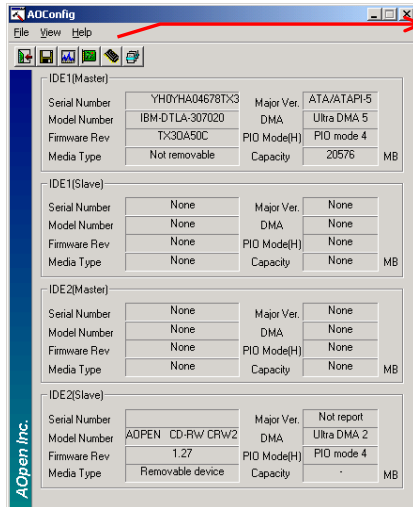 AOConfig
File View Help
IDE1(Master)
Serial Number YH0YHA04678TX3 Major Ver. ATA/ATAPI-5
Model Number IBM-DTLA-307020 DMA Ultra DMA 5
Firmware Rev TX3OA50C PIO Mode(H) PIO mode 4
Media Type Not removable Capacity 20576 MB
IDE1(Slave)
Serial Number None Major Ver. None
Model Number None DMA None
Firmware Rev None PIO Mode(H) None
Media Type None Capacity None MB
IDE2(Master)
Serial Number None Major Ver. None
Model Number None DMA None
Firmware Rev None PIO Mode(H) None
Media Type None Capacity None MB
IDE2(Slave)
Serial Number Major Ver. Not report
Model Number AOPEN CD-RW CRW2 DMA Ultra DMA 2
Firmware Rev 1.27 PIO Mode(H) PIO mode 4
Media Type Removable device Capacity - MB
AOpen Inc.